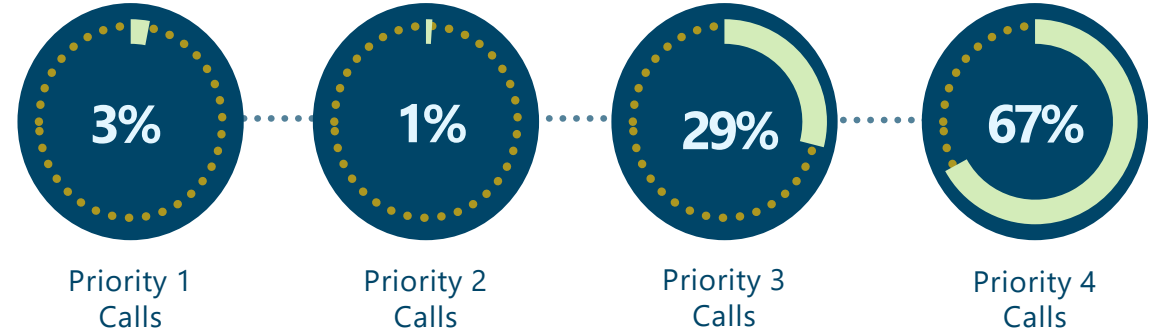 3%
1%
29%
67%
Priority 1
Calls
Priority 2
Calls
Priority 3
Calls
Priority 4
Calls